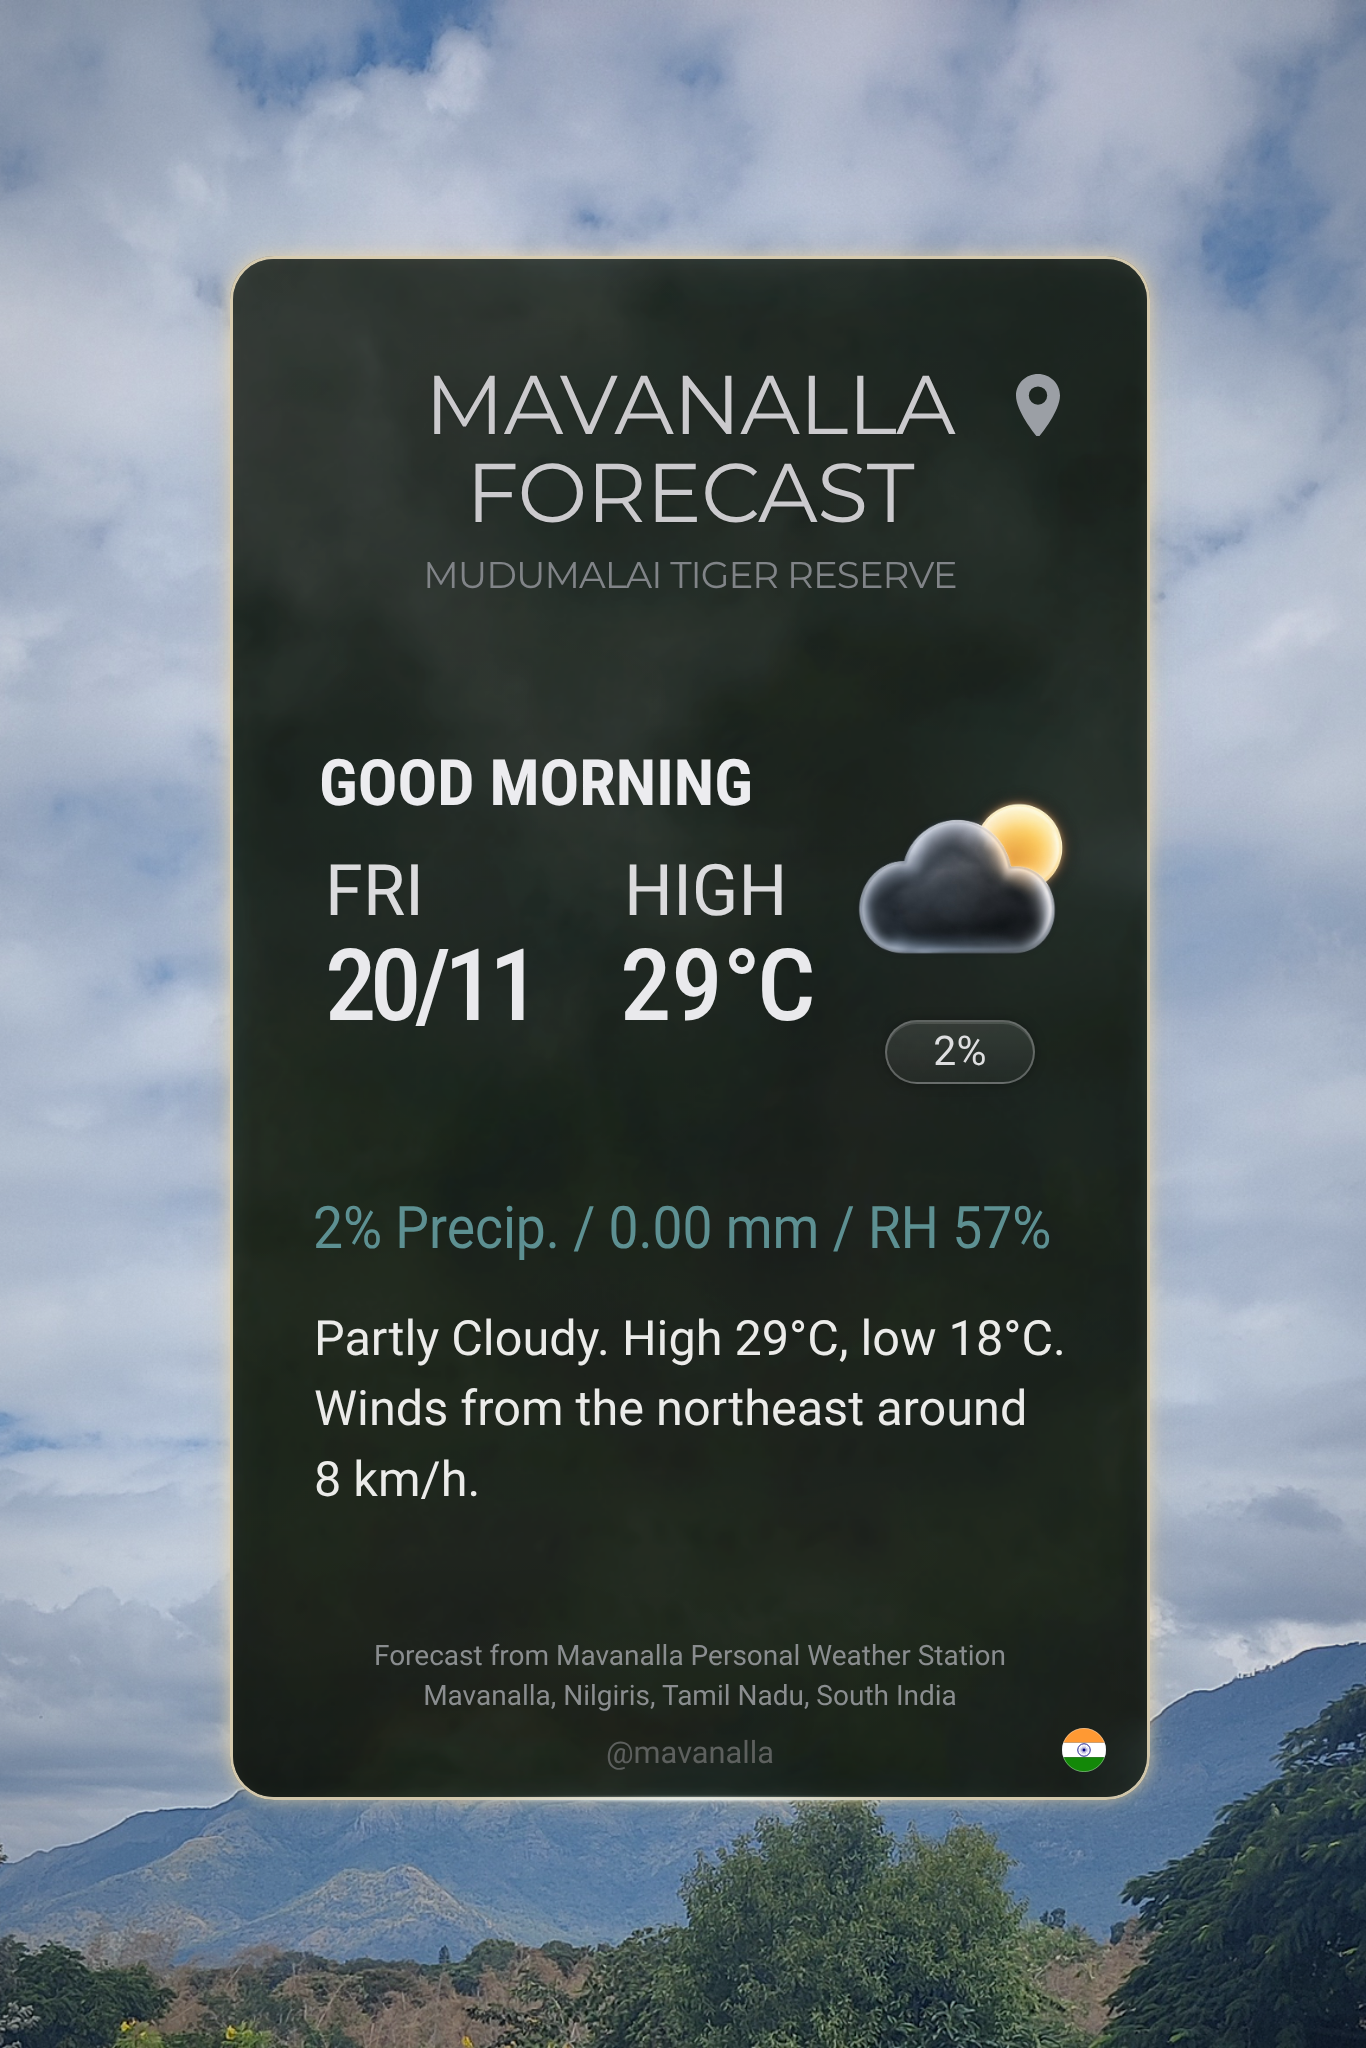 MAVANALLA
FORECAST
MUDUMALAI TIGER RESERVE
GOOD MORNING
FRI HIGH
20/11 29°C
2%
2% Precip. / 0.00 mm / RH 57%
Partly Cloudy. High 29°C, low 18°C.
Winds from the northeast around
8 km/h.
Forecast from Mavanalla Personal Weather Station
Mavanalla, Nilgiris, Tamil Nadu, South India
@mavanalla